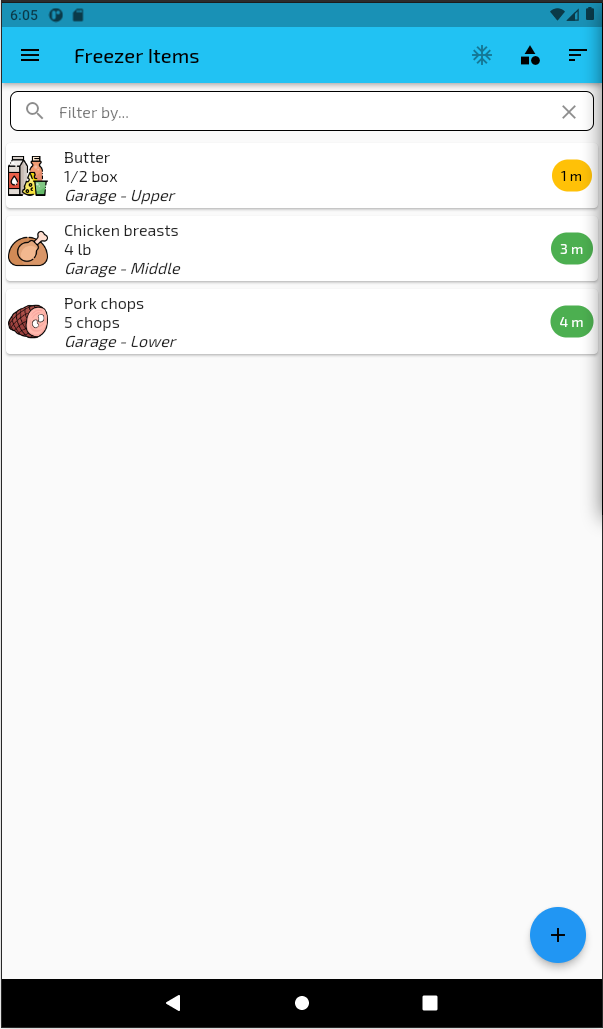 6:05
Freezer Items
Filter by...
Butter
1/2 box
Garage - Upper
1 m
Chicken breasts
4 lb
Garage - Middle
3 m
Pork chops
5 chops
Garage - Lower
4 m